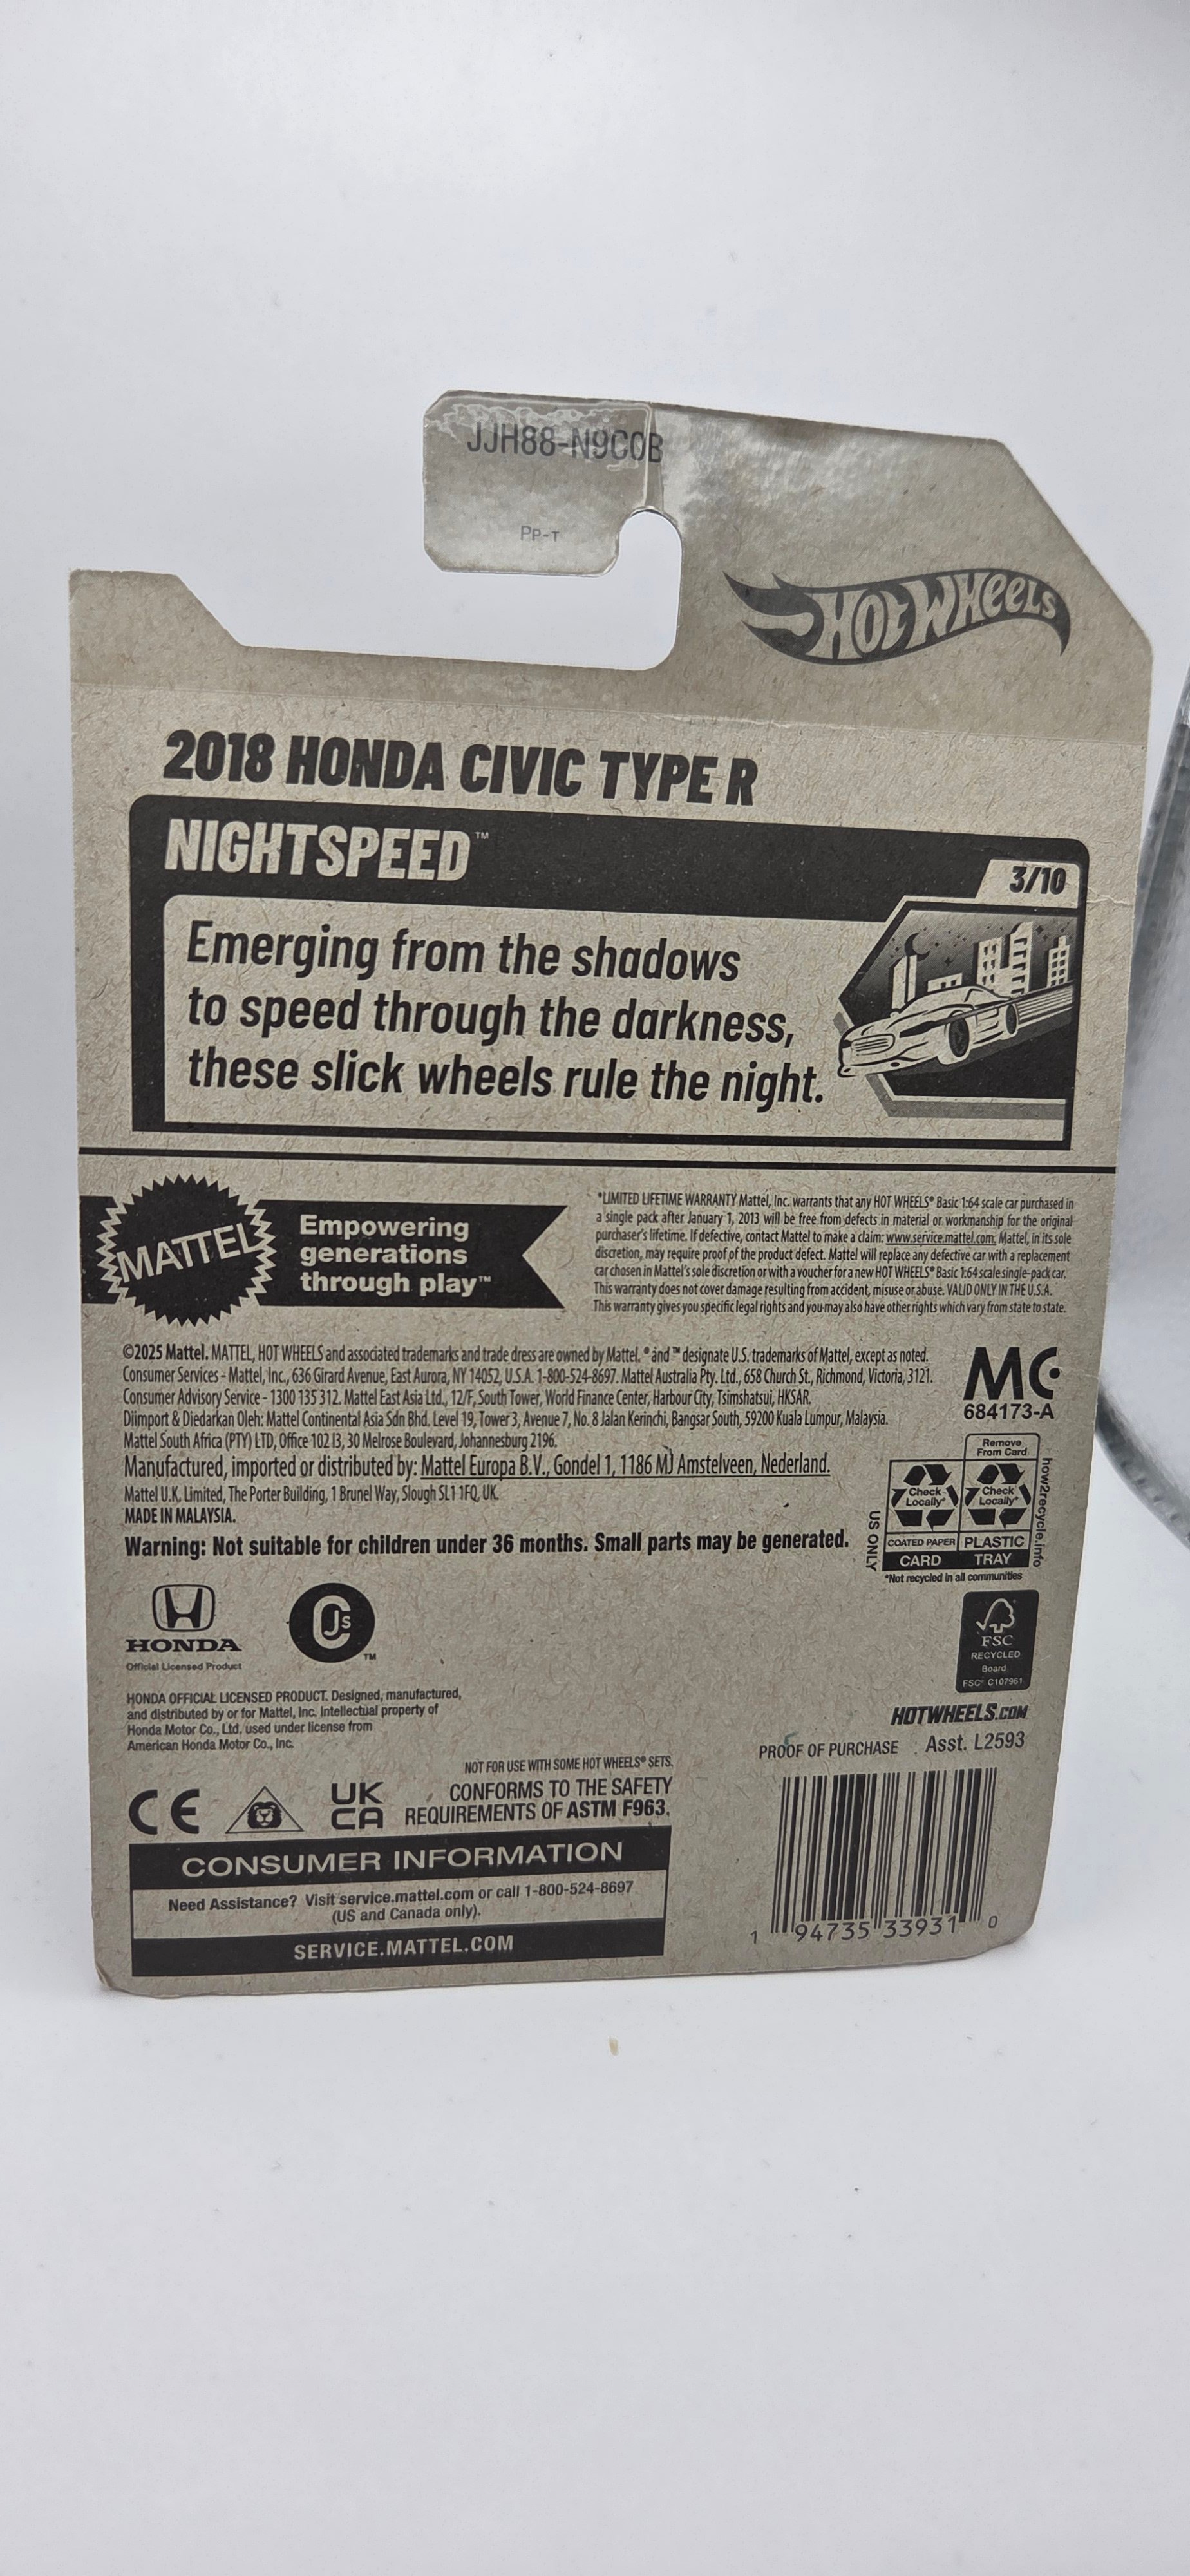 JJH88-N9C0B
PP-T
HOT WHEELS
2018 HONDA CIVIC TYPE R
NIGHTSPEED™
3/10
Emerging from the shadows
to speed through the darkness,
these slick wheels rule the night.
MATTEL
Empowering
generations
through play™
*LIMITED LIFETIME WARRANTY Mattel, Inc. warrants that any HOT WHEELS® Basic 1:64 scale car purchased in
a single pack after January 1, 2013 will be free from defects in material or workmanship for the original
purchaser's lifetime. If defective, contact Mattel to make a claim: www.service.mattel.com. Mattel, in its sole
discretion, may require proof of the product defect. Mattel will replace any defective car with a replacement
car chosen in Mattel's sole discretion or with a voucher for a new HOT WHEELS® Basic 1:64 scale single-pack car.
This warranty does not cover damage resulting from accident, misuse or abuse. VALID ONLY IN THE U.S.A.
This warranty gives you specific legal rights and you may also have other rights which vary from state to state.
©2025 Mattel. MATTEL, HOT WHEELS and associated trademarks and trade dress are owned by Mattel. ® and ™ designate U.S. trademarks of Mattel, except as noted.
Consumer Services - Mattel, Inc., 636 Girard Avenue, East Aurora, NY 14052, U.S.A. 1-800-524-8697. Mattel Australia Pty. Ltd., 658 Church St., Richmond, Victoria, 3121.
Consumer Advisory Service - 1300 135 312. Mattel East Asia Ltd., 12/F, South Tower, World Finance Center, Harbour City, Tsimshatsui, HKSAR.
Diimport & Diedarkan Oleh: Mattel Continental Asia Sdn Bhd. Level 19, Tower 3, Avenue 7, No. 8 Jalan Kerinchi, Bangsar South, 59200 Kuala Lumpur, Malaysia.
Mattel South Africa (PTY) LTD, Office 102 I3, 30 Melrose Boulevard, Johannesburg 2196.
Manufactured, imported or distributed by: Mattel Europa B.V., Gondel 1, 1186 MJ Amstelveen, Nederland.
Mattel U.K. Limited, The Porter Building, 1 Brunel Way, Slough SL1 1FQ, UK.
MADE IN MALAYSIA.
Warning: Not suitable for children under 36 months. Small parts may be generated.
MC
684173-A
Remove
From Card
Check
Locally*
Check
Locally*
COATED PAPER
PLASTIC
CARD
TRAY
US ONLY
how2recycle.info
*Not recycled in all communities
HONDA
Official Licensed Product
CJS™
FSC
RECYCLED
Board
FSC® C107961
HONDA OFFICIAL LICENSED PRODUCT. Designed, manufactured,
and distributed by or for Mattel, Inc. Intellectual property of
Honda Motor Co., Ltd. used under license from
American Honda Motor Co., Inc.
HOTWHEELS.COM
PROOF OF PURCHASE
Asst. L2593
NOT FOR USE WITH SOME HOT WHEELS® SETS.
CE
UK
CA
CONFORMS TO THE SAFETY
REQUIREMENTS OF ASTM F963.
CONSUMER INFORMATION
Need Assistance? Visit service.mattel.com or call 1-800-524-8697
(US and Canada only).
SERVICE.MATTEL.COM
1 94735 33931 0